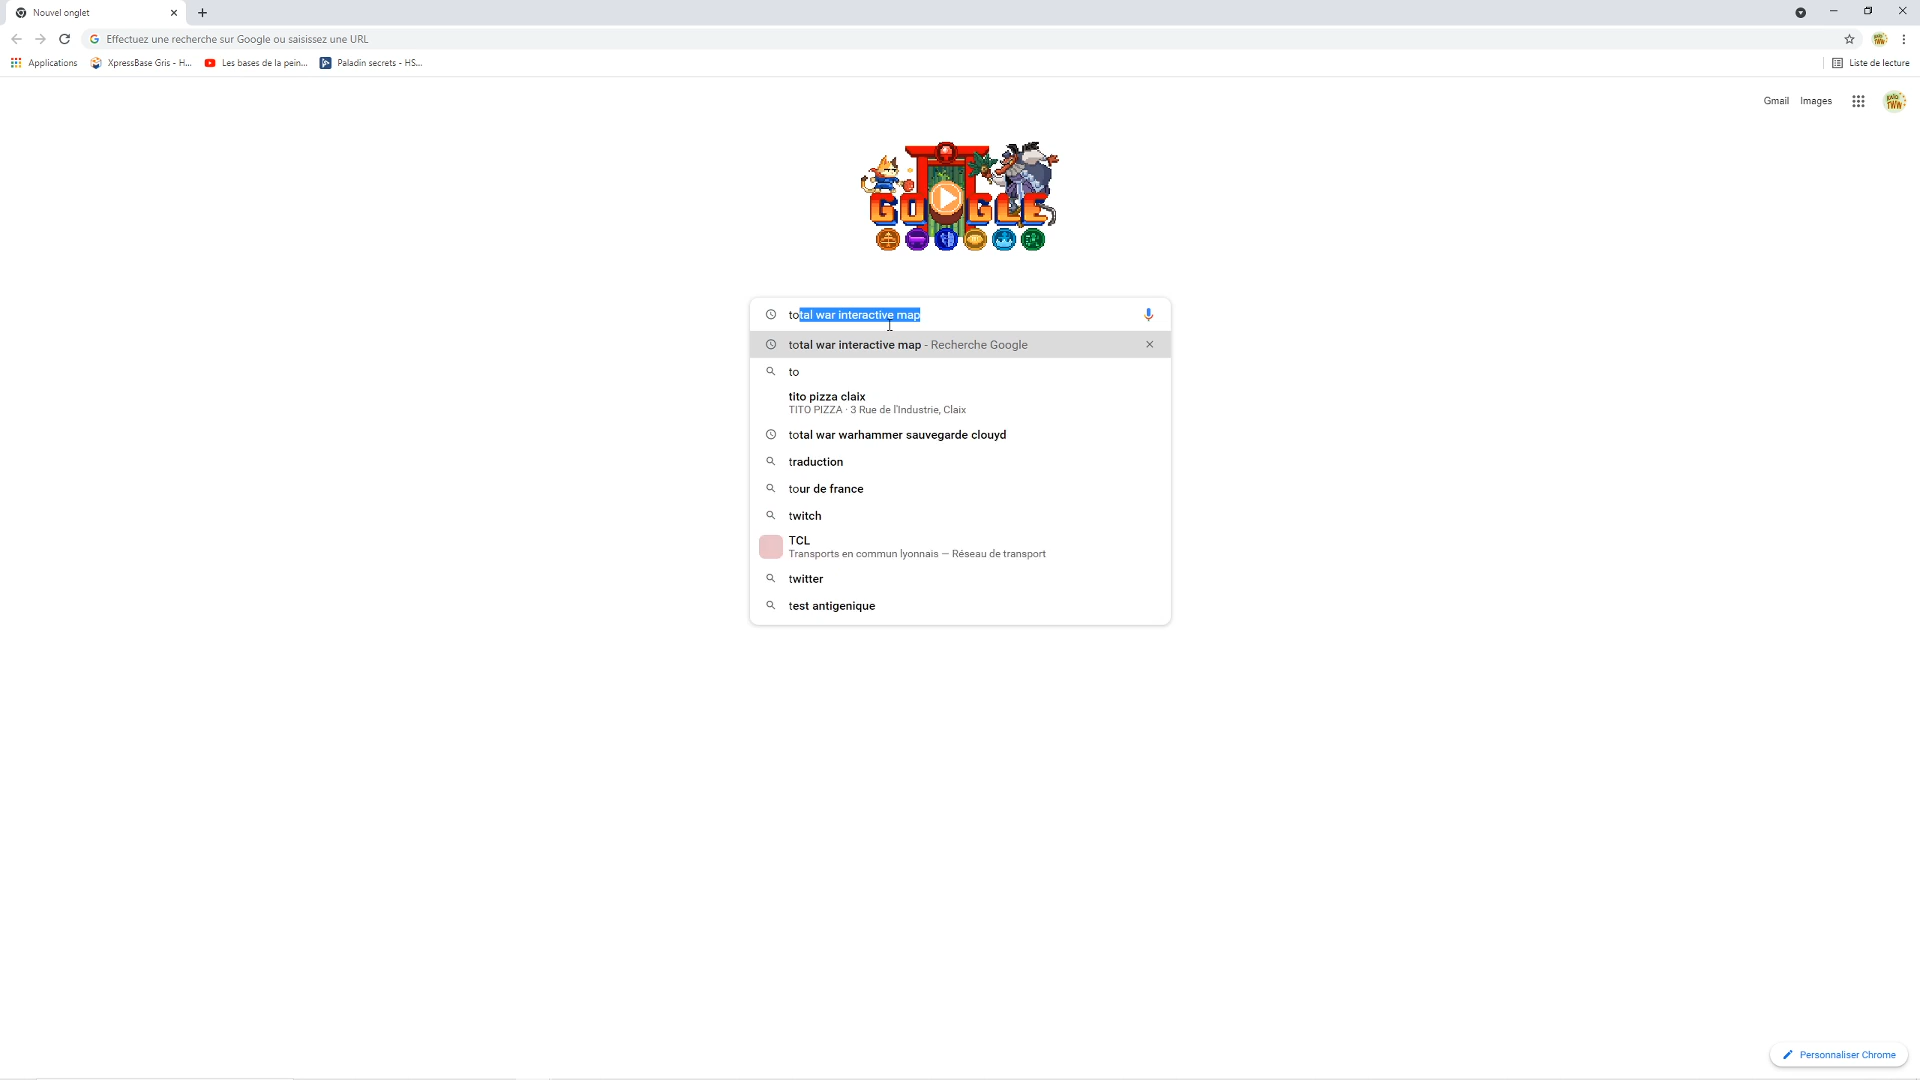 Nouvel onglet
Effectuez une recherche sur Google ou saisissez une URL
Applications XpressBase Gris - H... Les bases de la pein... Paladin secrets - HS... Liste de lecture
Gmail Images
GOOGLE
total war interactive map
total war interactive map - Recherche Google
to
tito pizza claix
TITO PIZZA · 3 Rue de l'Industrie, Claix
total war warhammer sauvegarde clouyd
traduction
tour de france
twitch
TCL
Transports en commun lyonnais — Réseau de transport
twitter
test antigenique
Personnaliser Chrome